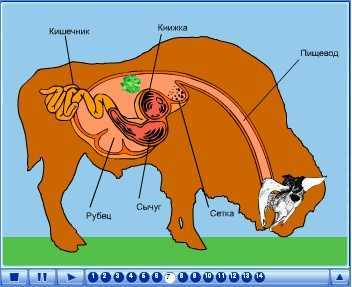 Кишечник
Книжка
Пищевод
Рубец
Сычуг
Сетка
1 2 3 4 5 6 7 8 9 10 11 12 13 14